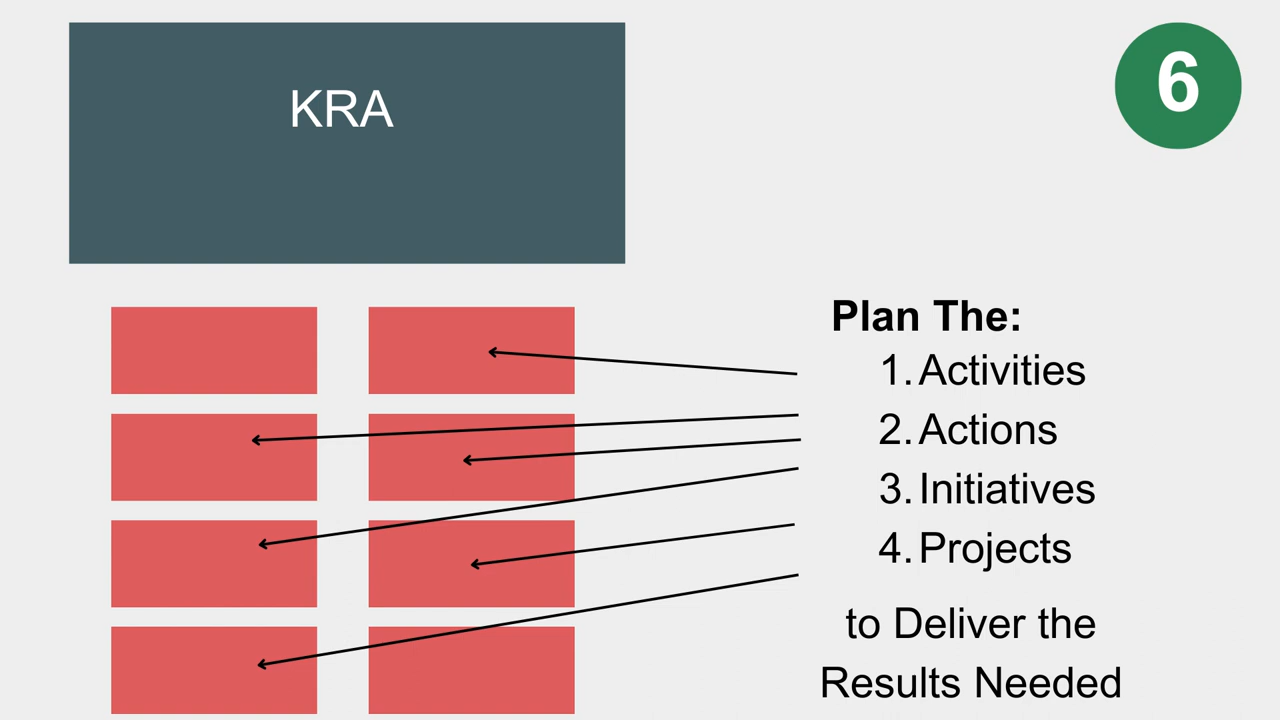 KRA
6
Plan The:
1. Activities
2. Actions
3. Initiatives
4. Projects
to Deliver the
Results Needed